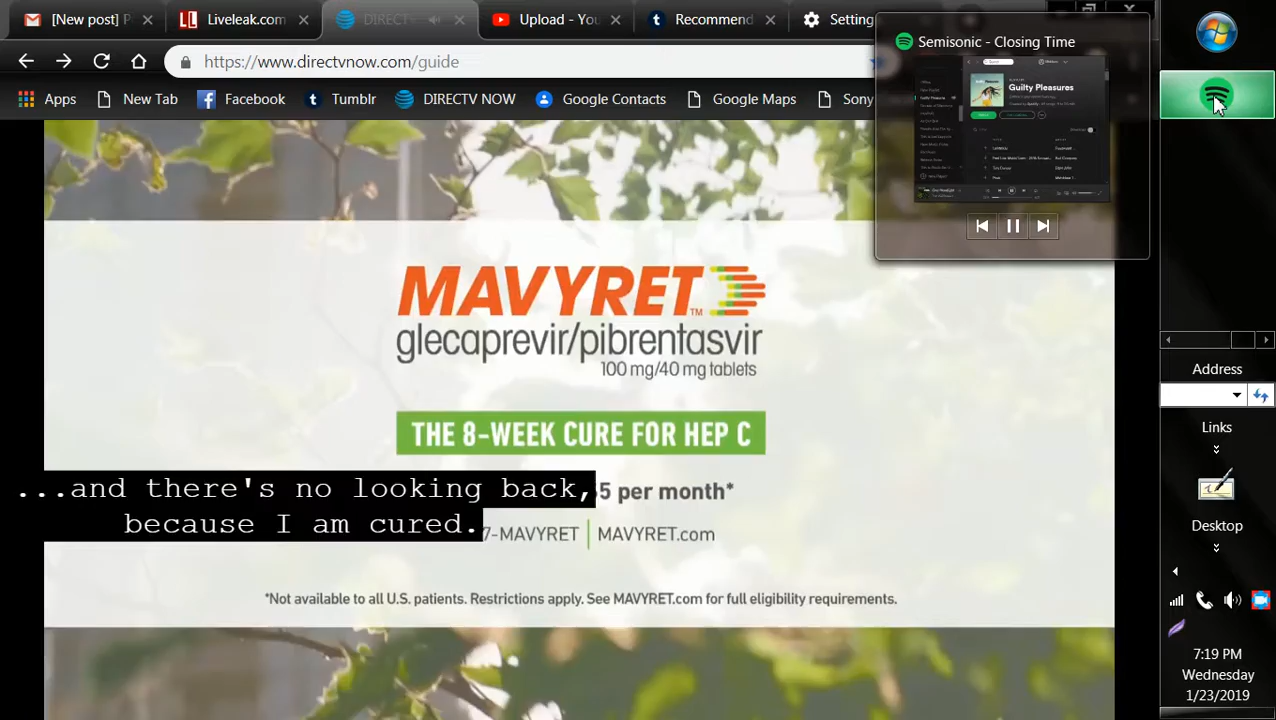 [New post] P
Liveleak.com
DIRECT
Upload - You
Recommend
Setting
https://www.directvnow.com/guide
Apps
New Tab
DIRECTV NOW
Google Contacts
Google Maps
Sony
Semisonic - Closing Time
Guilty Pleasures
MAVYRET
TM
glecaprevir/pibrentasvir
100 mg/40 mg tablets
THE 8-WEEK CURE FOR HEP C
...and there's no looking back,
5 per month*
because I am cured.
7-MAVYRET | MAVYRET.com
*Not available to all U.S. patients. Restrictions apply. See MAVYRET.com for full eligibility requirements.
Address
Links
Desktop
7:19 PM
Wednesday
1/23/2019